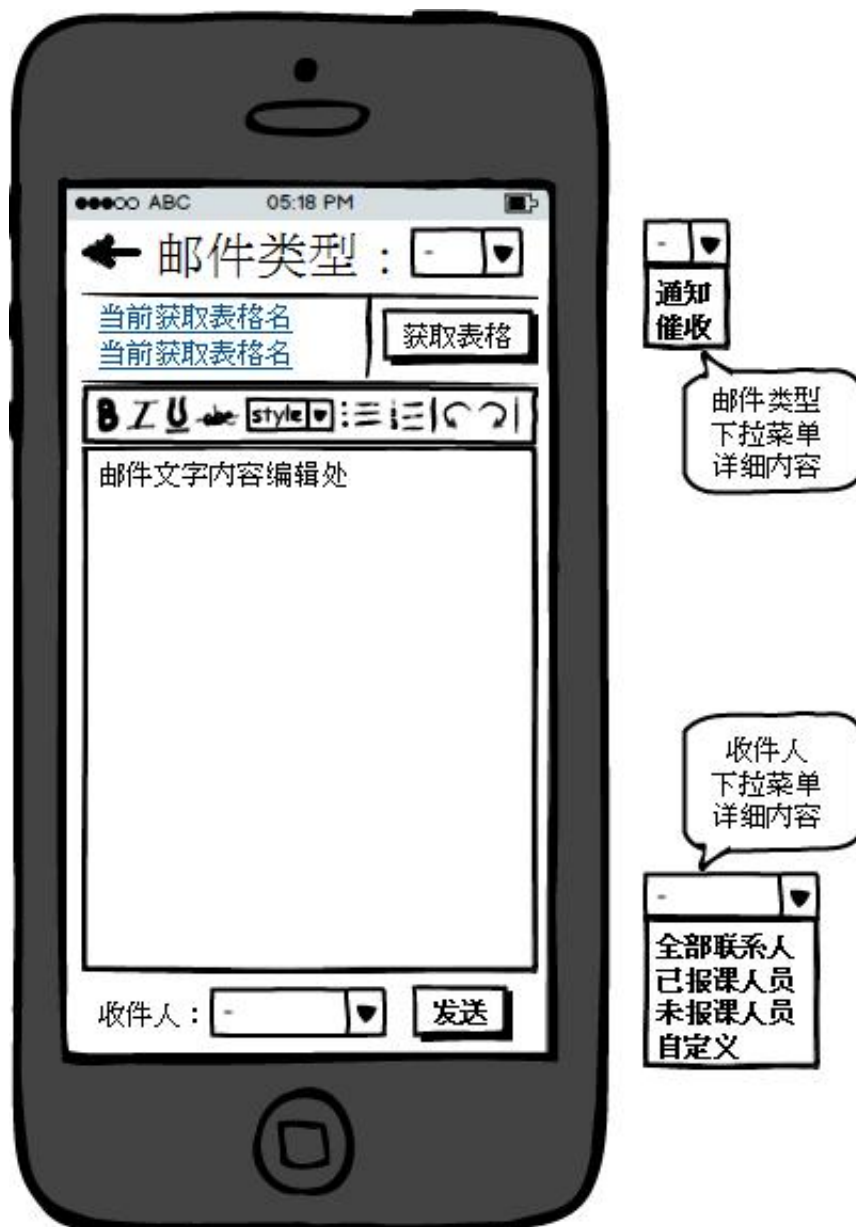 ABC 05:18 PM
邮件类型：-
当前获取表格名
当前获取表格名
获取表格
B I U abc style
邮件文字内容编辑处
收件人：-
发送
-
通知
催收
邮件类型
下拉菜单
详细内容
收件人
下拉菜单
详细内容
-
全部联系人
已报课人员
未报课人员
自定义